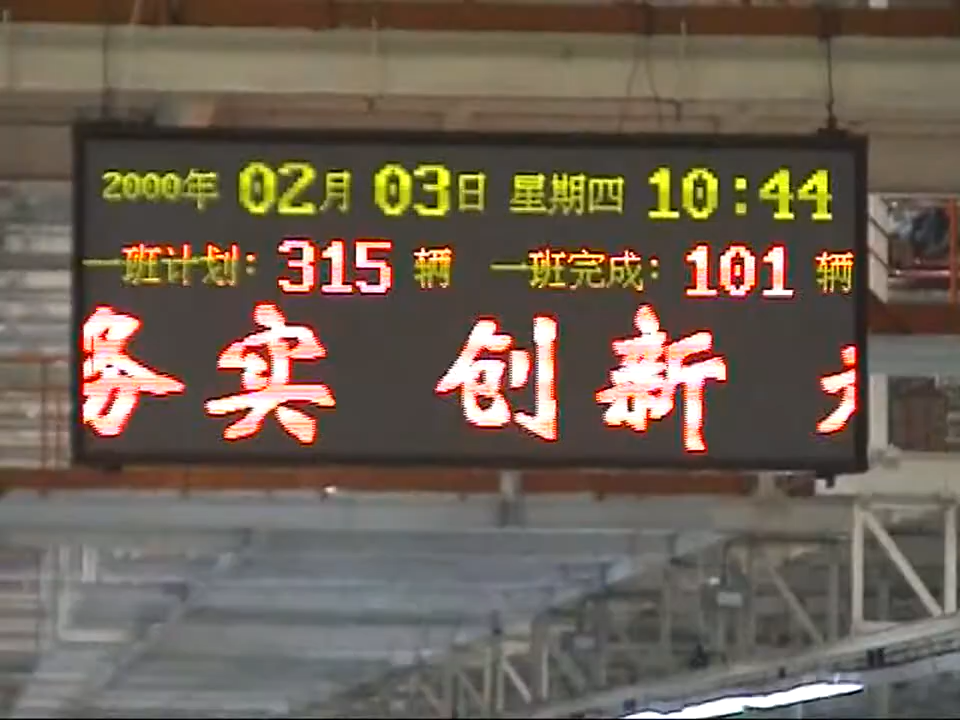 2000年 02月 03日 星期四 10:44
一班计划: 315 辆 一班完成: 101 辆
务实 创新